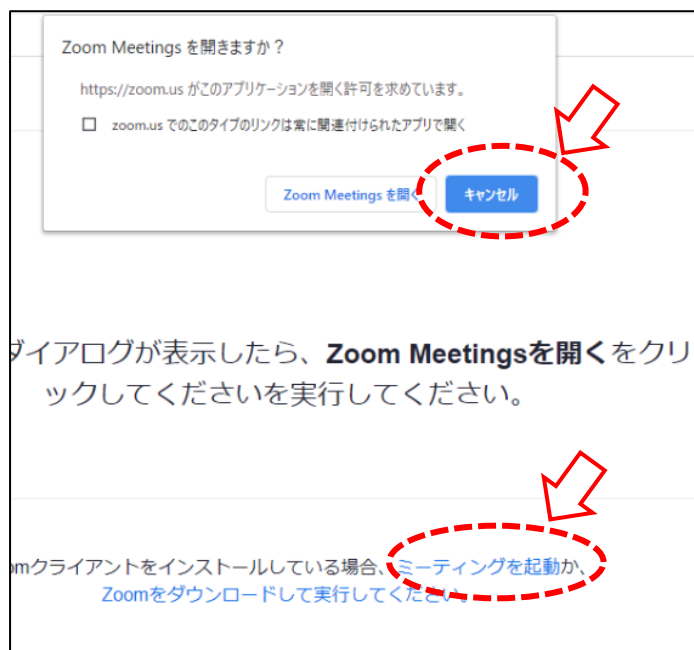 Zoom Meetings を開きますか？
https://zoom.us がこのアプリケーションを開く許可を求めています。
zoom.us でのこのタイプのリンクは常に関連付けられたアプリで開く
Zoom Meetings を開く キャンセル
ダイアログが表示したら、Zoom Meetingsを開くをクリ
ックしてくださいを実行してください。
omクライアントをインストールしている場合、ミーティングを起動か、
Zoomをダウンロードして実行してください。